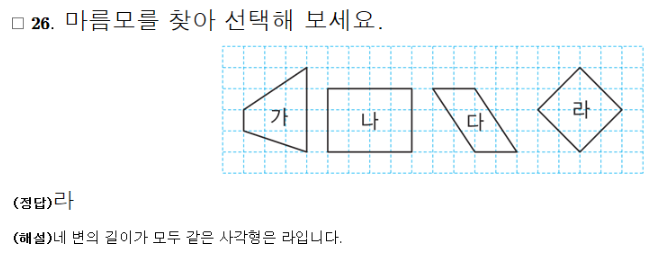 □ 26. 마름모를 찾아 선택해 보세요.
가 나 다 라
(정답)라
(해설)네 변의 길이가 모두 같은 사각형은 라입니다.